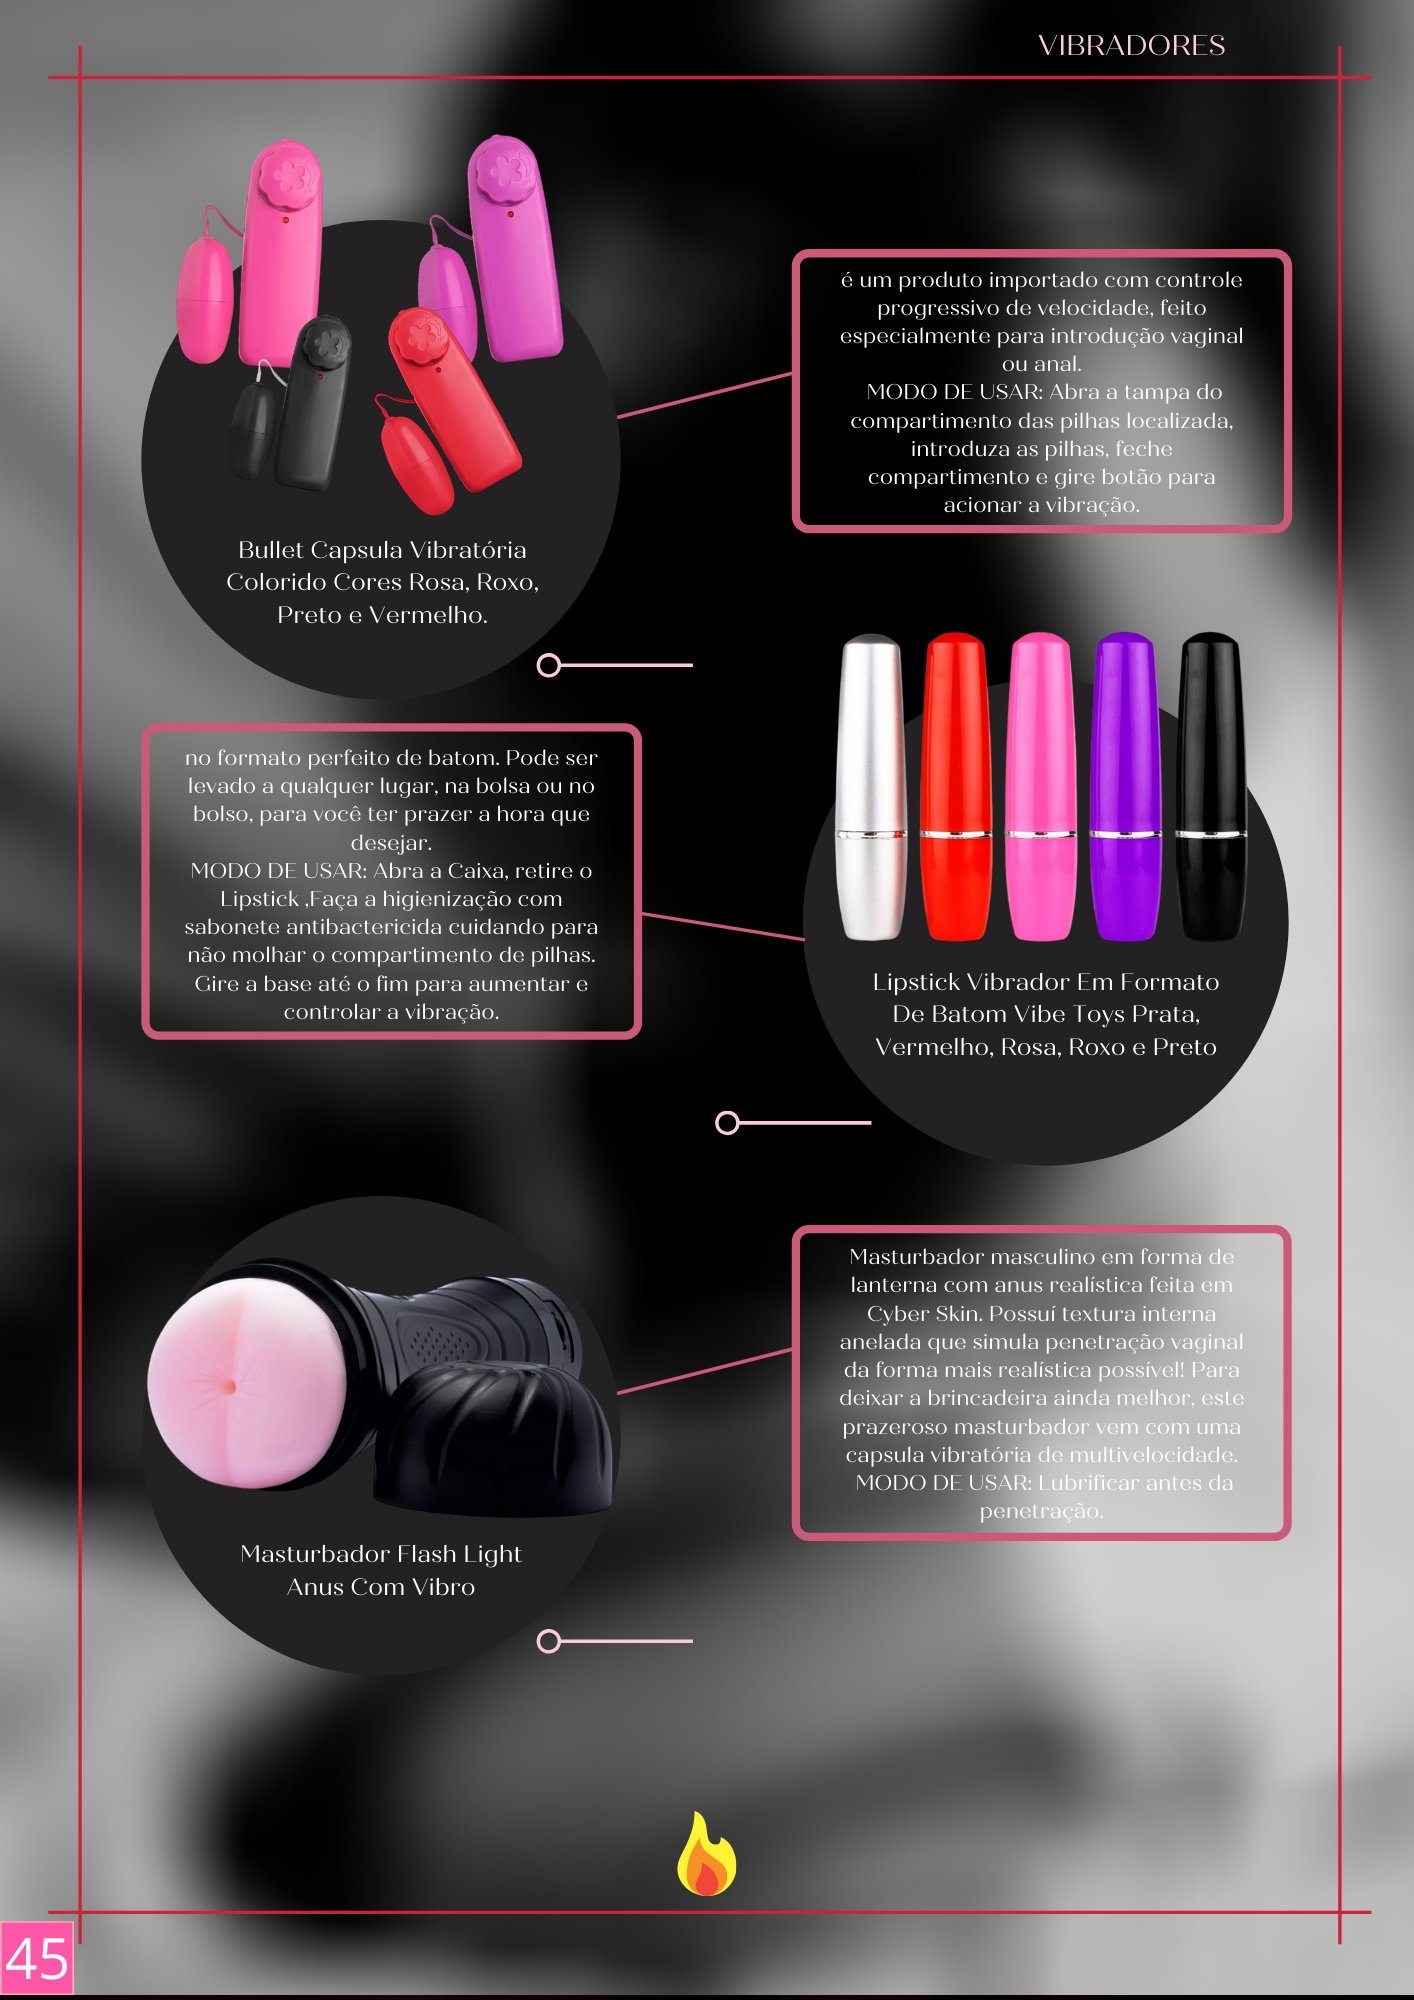 VIBRADORES
é um produto importado com controle
progressivo de velocidade, feito
especialmente para introdução vaginal
ou anal.
MODO DE USAR: Abra a tampa do
compartimento das pilhas localizada,
introduza as pilhas, feche
compartimento e gire botão para
acionar a vibração.
Bullet Capsula Vibratória
Colorido Cores Rosa, Roxo,
Preto e Vermelho.
no formato perfeito de batom. Pode ser
levado a qualquer lugar, na bolsa ou no
bolso, para você ter prazer a hora que
desejar.
MODO DE USAR: Abra a Caixa, retire o
Lipstick ,Faça a higienização com
sabonete antibactericida cuidando para
não molhar o compartimento de pilhas.
Gire a base até o fim para aumentar e
controlar a vibração.
Lipstick Vibrador Em Formato
De Batom Vibe Toys Prata,
Vermelho, Rosa, Roxo e Preto
Masturbador masculino em forma de
lanterna com anus realística feita em
Cyber Skin. Possuí textura interna
anelada que simula penetração vaginal
da forma mais realística possível! Para
deixar a brincadeira ainda melhor, este
prazeroso masturbador vem com uma
capsula vibratória de multivelocidade.
MODO DE USAR: Lubrificar antes da
penetração.
Masturbador Flash Light
Anus Com Vibro
45